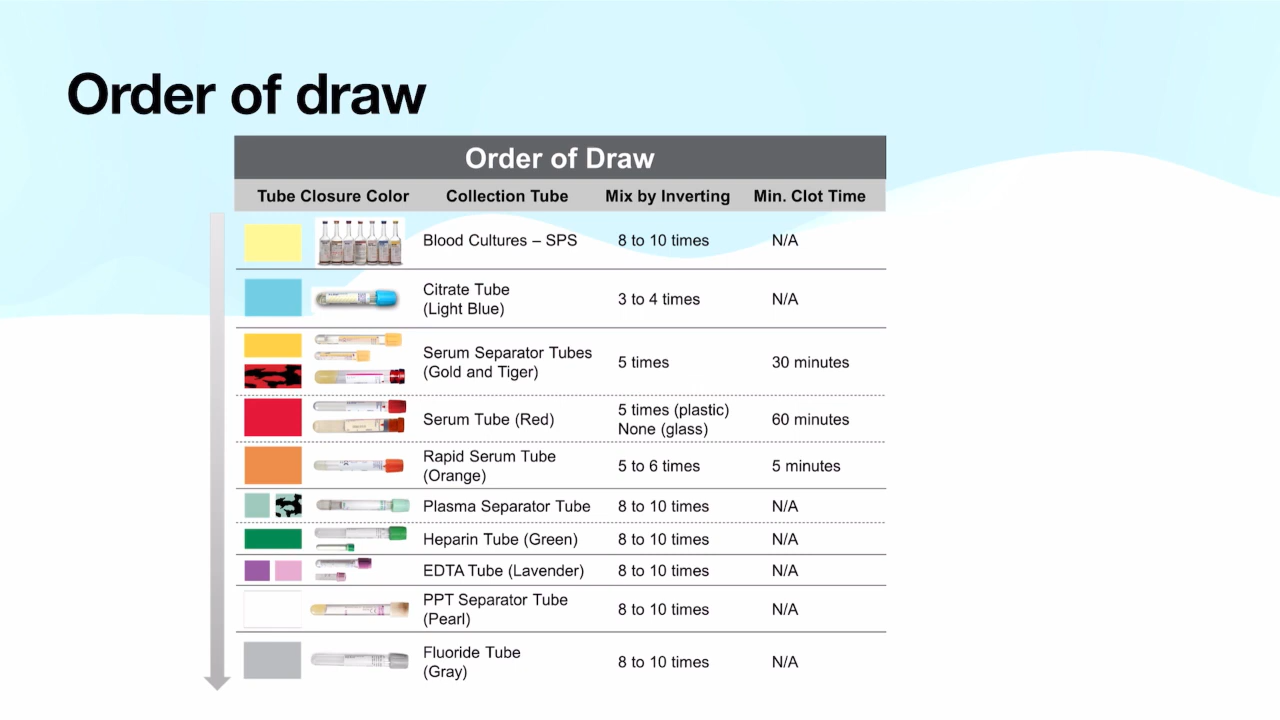 Order of draw
Order of Draw
Tube Closure Color Collection Tube Mix by Inverting Min. Clot Time
Blood Cultures – SPS 8 to 10 times N/A
Citrate Tube
(Light Blue) 3 to 4 times N/A
Serum Separator Tubes
(Gold and Tiger) 5 times 30 minutes
Serum Tube (Red) 5 times (plastic)
None (glass) 60 minutes
Rapid Serum Tube
(Orange) 5 to 6 times 5 minutes
Plasma Separator Tube 8 to 10 times N/A
Heparin Tube (Green) 8 to 10 times N/A
EDTA Tube (Lavender) 8 to 10 times N/A
PPT Separator Tube
(Pearl) 8 to 10 times N/A
Fluoride Tube
(Gray) 8 to 10 times N/A